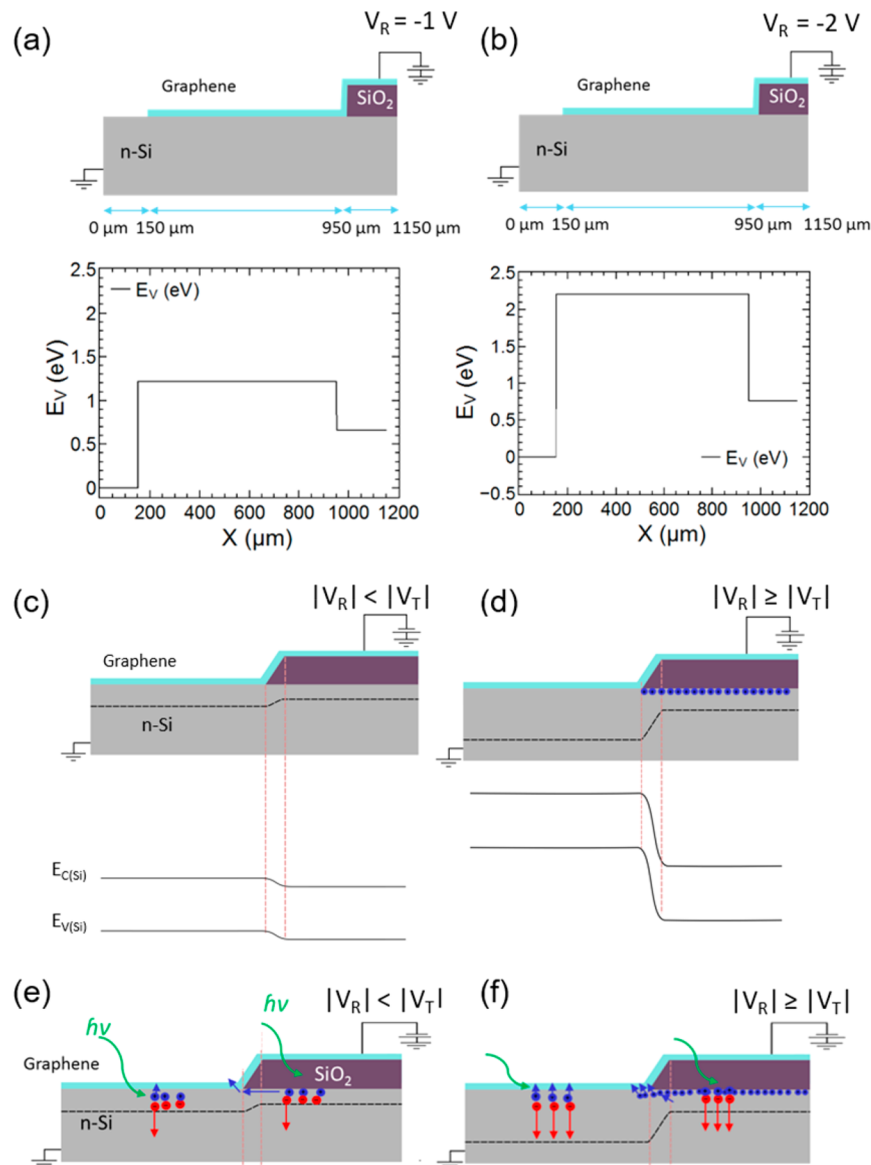 (a)
V_R = -1 V
Graphene
SiO₂
n-Si
0 μm 150 μm 950 μm 1150 μm
2.5
2
1.5
1
0.5
0
E_V (eV)
E_V (eV)
0 200 400 600 800 1000 1200
X (μm)
(b)
V_R = -2 V
Graphene
SiO₂
n-Si
0 μm 150 μm 950 μm 1150 μm
2.5
2
1.5
1
0.5
0
−0.5
E_V (eV)
E_V (eV)
0 200 400 600 800 1000 1200
X (μm)
(c)
|V_R| < |V_T|
Graphene
n-Si
E_C(Si)
E_V(Si)
(d)
|V_R| ≥ |V_T|
(e)
hν
hν
|V_R| < |V_T|
Graphene
SiO₂
n-Si
(f)
|V_R| ≥ |V_T|